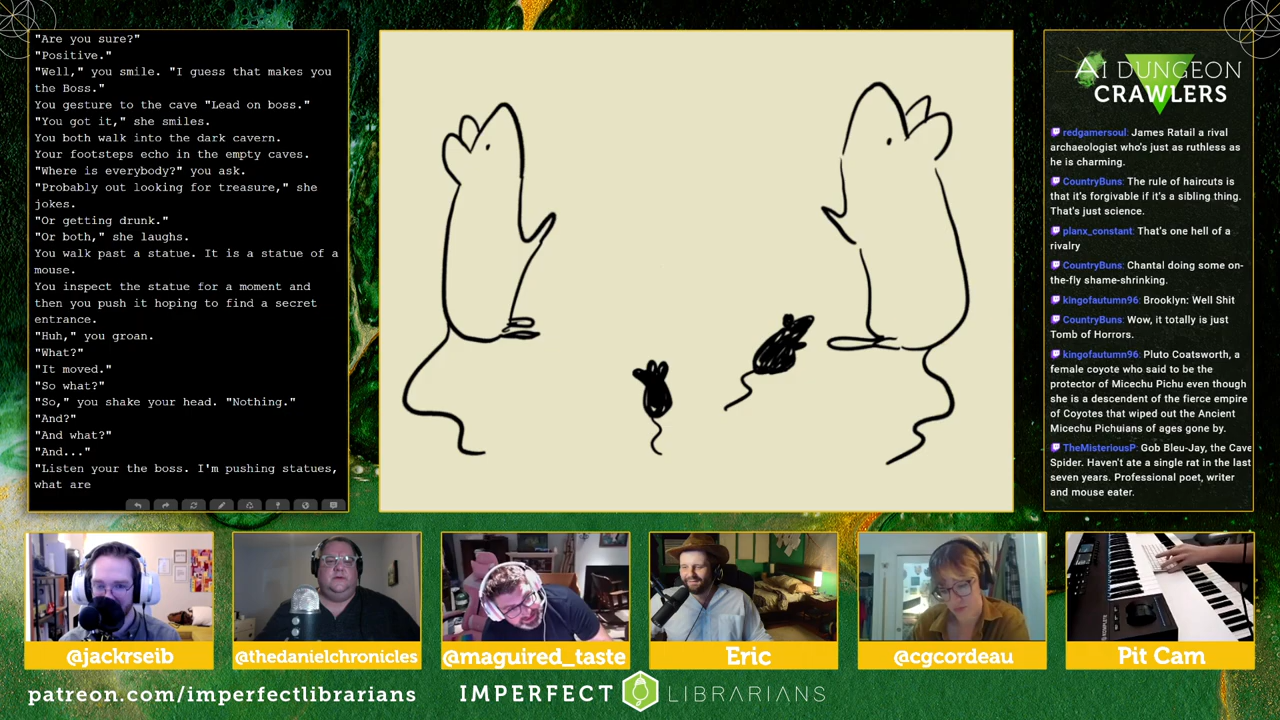 "Are you sure?"
"Positive."
"Well," you smile. "I guess that makes you
the Boss."
You gesture to the cave "Lead on boss."
"You got it," she smiles.
You both walk into the dark cavern.
Your footsteps echo in the empty caves.
"Where is everybody?" you ask.
"Probably out looking for treasure," she
jokes.
"Or getting drunk."
"Or both," she laughs.
You walk past a statue. It is a statue of a
mouse.
You inspect the statue for a moment and
then you push it hoping to find a secret
entrance.
"Huh," you groan.
"What?"
"It moved."
"So what?"
"So," you shake your head. "Nothing."
"And?"
"And what?"
"And..."
"Listen your the boss. I'm pushing statues,
what are
AI DUNGEON
CRAWLERS
redgamersoul: James Ratail a rival
archaeologist who's just as ruthless as
he is charming.
CountryBuns: The rule of haircuts is
that it's forgivable if it's a sibling thing.
That's just science.
planx_constant: That's one hell of a
rivalry
CountryBuns: Chantal doing some on-
the-fly shame-shrinking.
kingofautumn96: Brooklyn: Well Shit
CountryBuns: Wow, it totally is just
Tomb of Horrors.
kingofautumn96: Pluto Coatsworth, a
female coyote who said to be the
protector of Micechu Pichu even though
she is a descendent of the fierce empire
of Coyotes that wiped out the Ancient
Micechu Pichuians of ages gone by.
TheMisteriousP: Gob Bleu-Jay, the Cave
Spider. Haven't ate a single rat in the last
seven years. Professional poet, writer
and mouse eater.
@jackrseib
@thedanielchronicles
@maguired_taste
Eric
@cgcordeau
Pit Cam
patreon.com/imperfectlibrarians
IMPERFECT LIBRARIANS